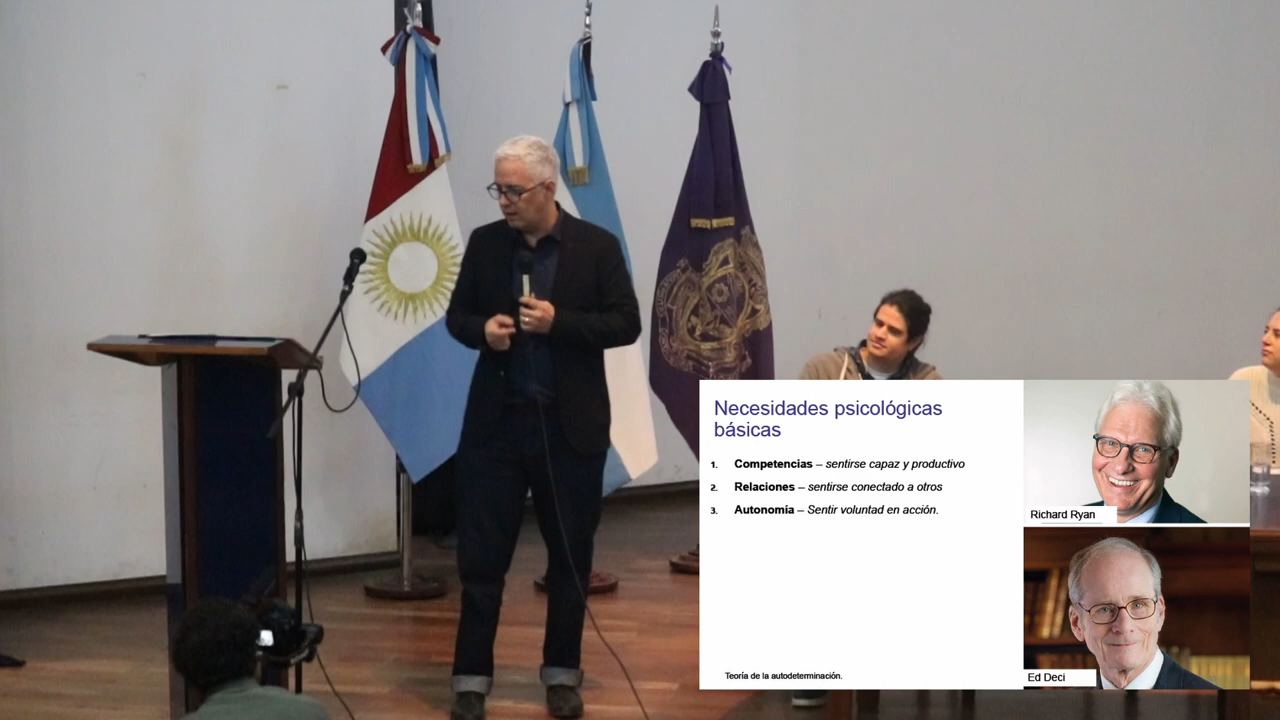 Necesidades psicológicas
básicas
1. Competencias – sentirse capaz y productivo
2. Relaciones – sentirse conectado a otros
3. Autonomía – Sentir voluntad en acción.
Richard Ryan
Ed Deci
Teoría de la autodeterminación.